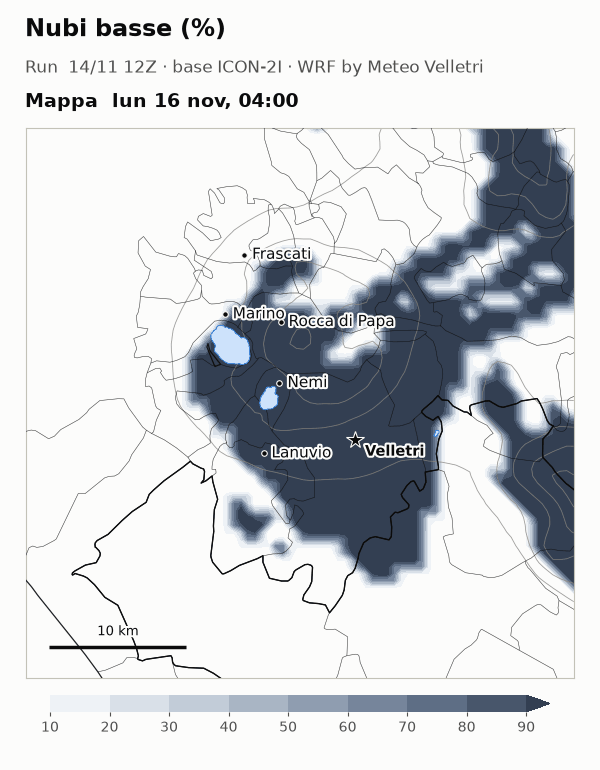 Nubi basse (%)
Run  14/11 12Z · base ICON-2I · WRF by Meteo Velletri
Mappa  lun 16 nov, 04:00
Frascati
Marino
Rocca di Papa
Nemi
Velletri
Lanuvio
10 km
10 20 30 40 50 60 70 80 90